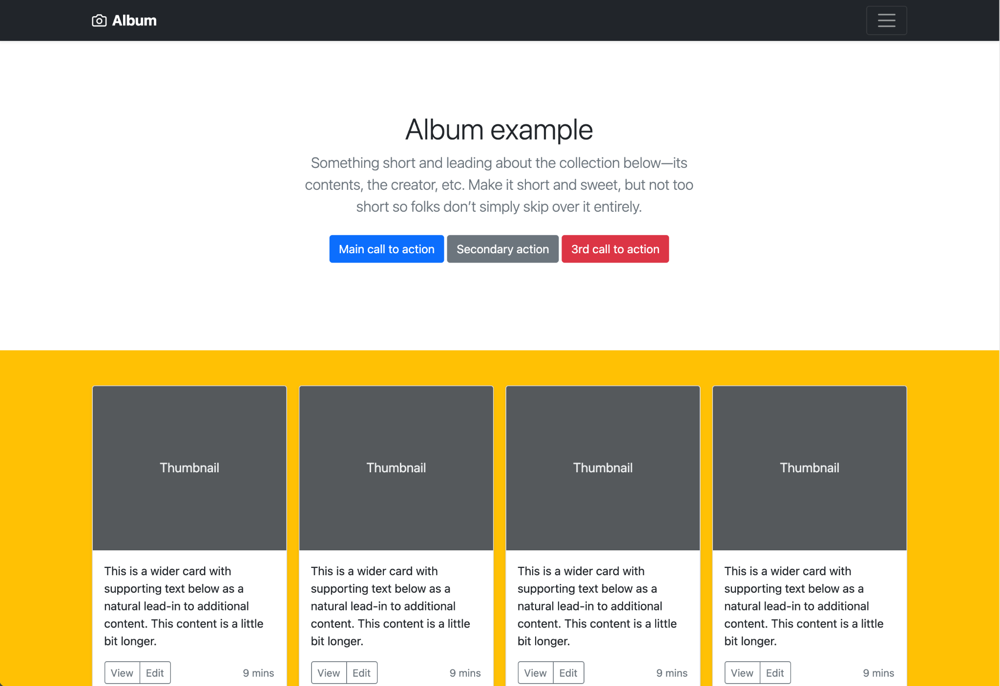 Album
Album example
Something short and leading about the collection below—its
contents, the creator, etc. Make it short and sweet, but not too
short so folks don’t simply skip over it entirely.
Main call to action
Secondary action
3rd call to action
Thumbnail
This is a wider card with
supporting text below as a
natural lead-in to additional
content. This content is a little
bit longer.
View
Edit
9 mins
Thumbnail
This is a wider card with
supporting text below as a
natural lead-in to additional
content. This content is a little
bit longer.
View
Edit
9 mins
Thumbnail
This is a wider card with
supporting text below as a
natural lead-in to additional
content. This content is a little
bit longer.
View
Edit
9 mins
Thumbnail
This is a wider card with
supporting text below as a
natural lead-in to additional
content. This content is a little
bit longer.
View
Edit
9 mins